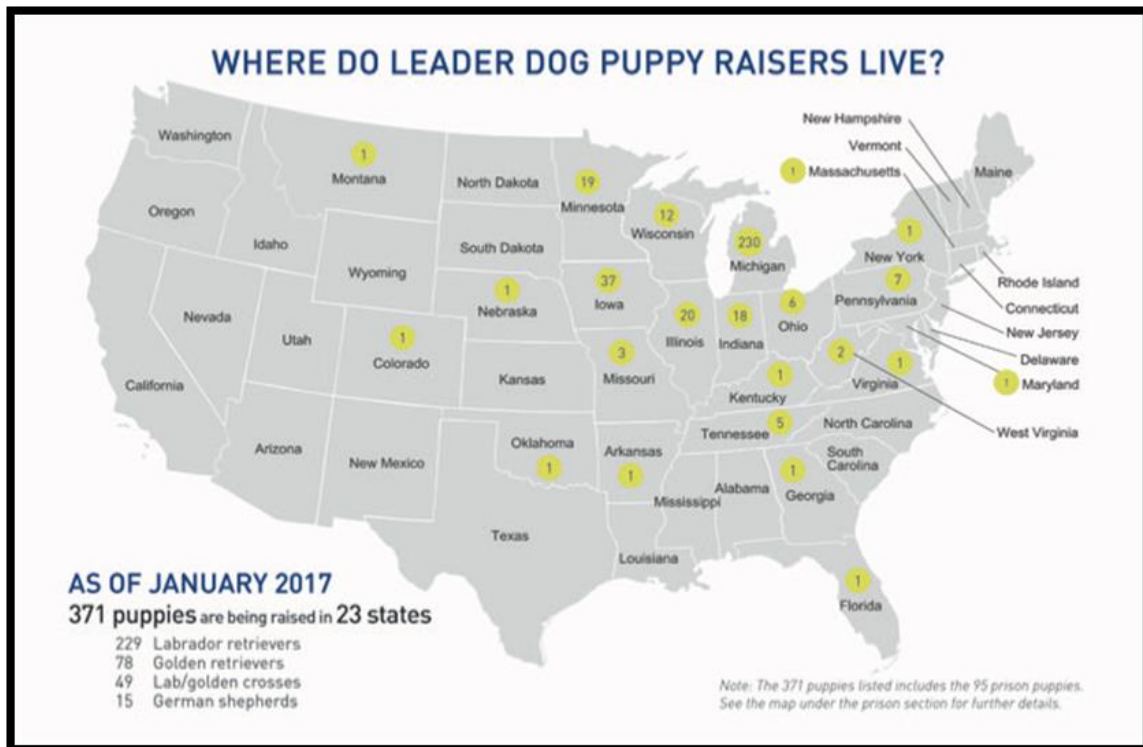 WHERE DO LEADER DOG PUPPY RAISERS LIVE?
New Hampshire
Vermont
1 Massachusetts
Maine
Washington
1
Montana
North Dakota
19
Minnesota
12
Wisconsin
230
Michigan
1
New York
Oregon
Idaho
South Dakota
Wyoming
1
Nebraska
37
Iowa
20
Illinois
18
Indiana
6
Ohio
7
Pennsylvania
Rhode Island
Connecticut
New Jersey
Delaware
1 Maryland
West Virginia
Nevada
Utah
1
Colorado
Kansas
3
Missouri
1
Kentucky
2
1
Virginia
California
Arizona
New Mexico
Oklahoma
1
Arkansas
1
Tennessee 5
North Carolina
South
Carolina
Mississippi
Alabama
1
Georgia
Texas
Louisiana
1
Florida
AS OF JANUARY 2017
371 puppies are being raised in 23 states
229 Labrador retrievers
78 Golden retrievers
49 Lab/golden crosses
15 German shepherds
Note: The 371 puppies listed includes the 95 prison puppies.
See the map under the prison section for further details.